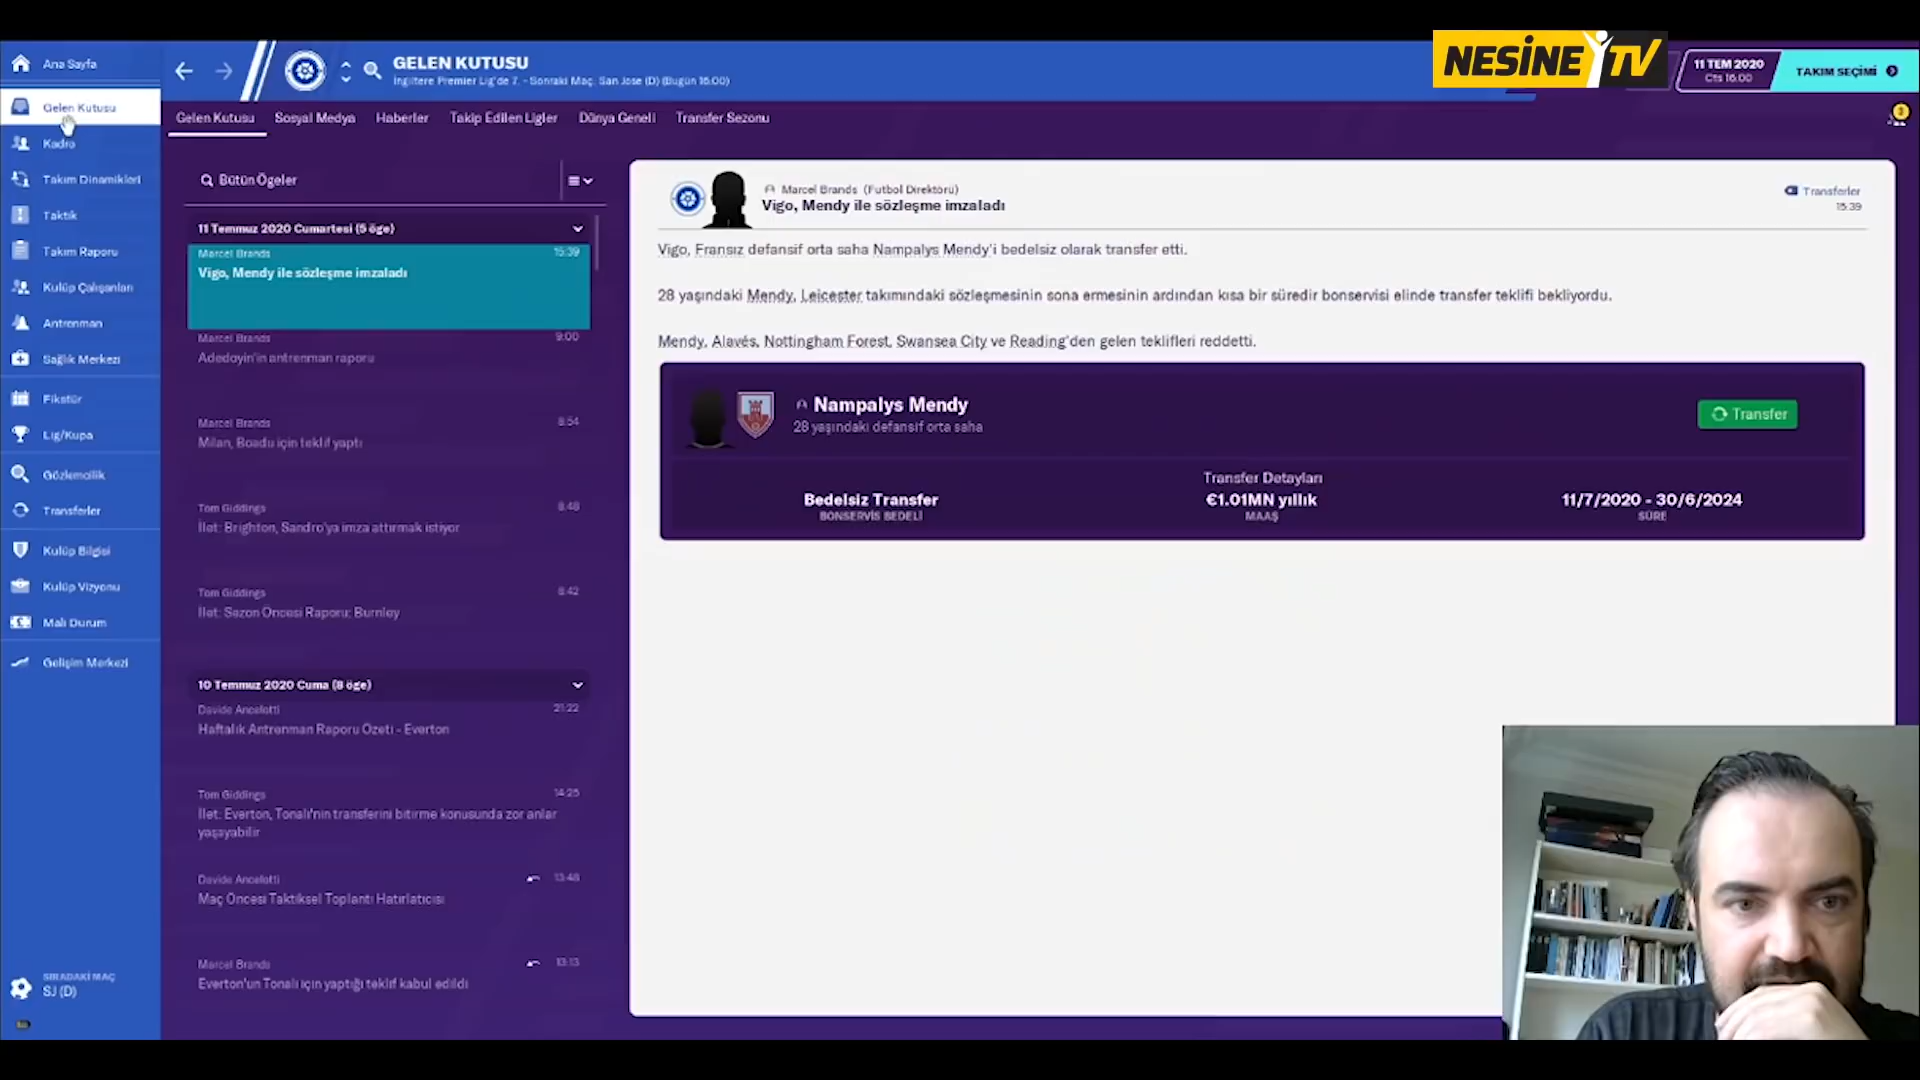 NESİNE TV
Ana Sayfa
Gelen Kutusu
Kadro
Takım Dinamikleri
Taktik
Takım Raporu
Kulüp Çalışanları
Antrenman
Sağlık Merkezi
Fikstür
Lig/Kupa
Gözlemcilik
Transferler
Kulüp Bilgisi
Kulüp Vizyonu
Mali Durum
Gelişim Merkezi
SIRADAKİ MAÇ
SJ (D)
GELEN KUTUSU
İngiltere Premier Lig'de 7. - Sonraki Maç, San Jose (D) (Bugün 16:00)
11 TEM 2020
Cts 16:00
TAKIM SEÇİMİ
Gelen Kutusu Sosyal Medya Haberler Takip Edilen Ligler Dünya Geneli Transfer Sezonu
3
Bütün Ögeler
11 Temmuz 2020 Cumartesi (5 öge)
Marcel Brands 15:39
Vigo, Mendy ile sözleşme imzaladı
Marcel Brands 9:00
Adedoyin'in antrenman raporu
Marcel Brands 8:54
Milan, Boadu için teklif yaptı
Tom Giddings 8:48
İlet: Brighton, Sandro'ya imza attırmak istiyor
Tom Giddings 8:42
İlet: Sezon Öncesi Raporu: Burnley
10 Temmuz 2020 Cuma (8 öge)
Davide Ancelotti 21:22
Haftalık Antrenman Raporu Özeti - Everton
Tom Giddings 14:25
İlet: Everton, Tonali'nin transferini bitirme konusunda zor anlar
yaşayabilir
Davide Ancelotti 13:48
Maç Öncesi Taktiksel Toplantı Hatırlatıcısı
Marcel Brands 13:13
Everton'un Tonali için yaptığı teklif kabul edildi
Marcel Brands (Futbol Direktörü)
Vigo, Mendy ile sözleşme imzaladı
Transferler
15:39
Vigo, Fransız defansif orta saha Nampalys Mendy'i bedelsiz olarak transfer etti.
28 yaşındaki Mendy, Leicester takımındaki sözleşmesinin sona ermesinin ardından kısa bir süredir bonservisi elinde transfer teklifi bekliyordu.
Mendy, Alavés, Nottingham Forest, Swansea City ve Reading'den gelen teklifleri reddetti.
Nampalys Mendy
28 yaşındaki defansif orta saha
Transfer
Transfer Detayları
Bedelsiz Transfer €1.01MN yıllık 11/7/2020 - 30/6/2024
BONSERVİS BEDELİ MAAŞ SÜRE